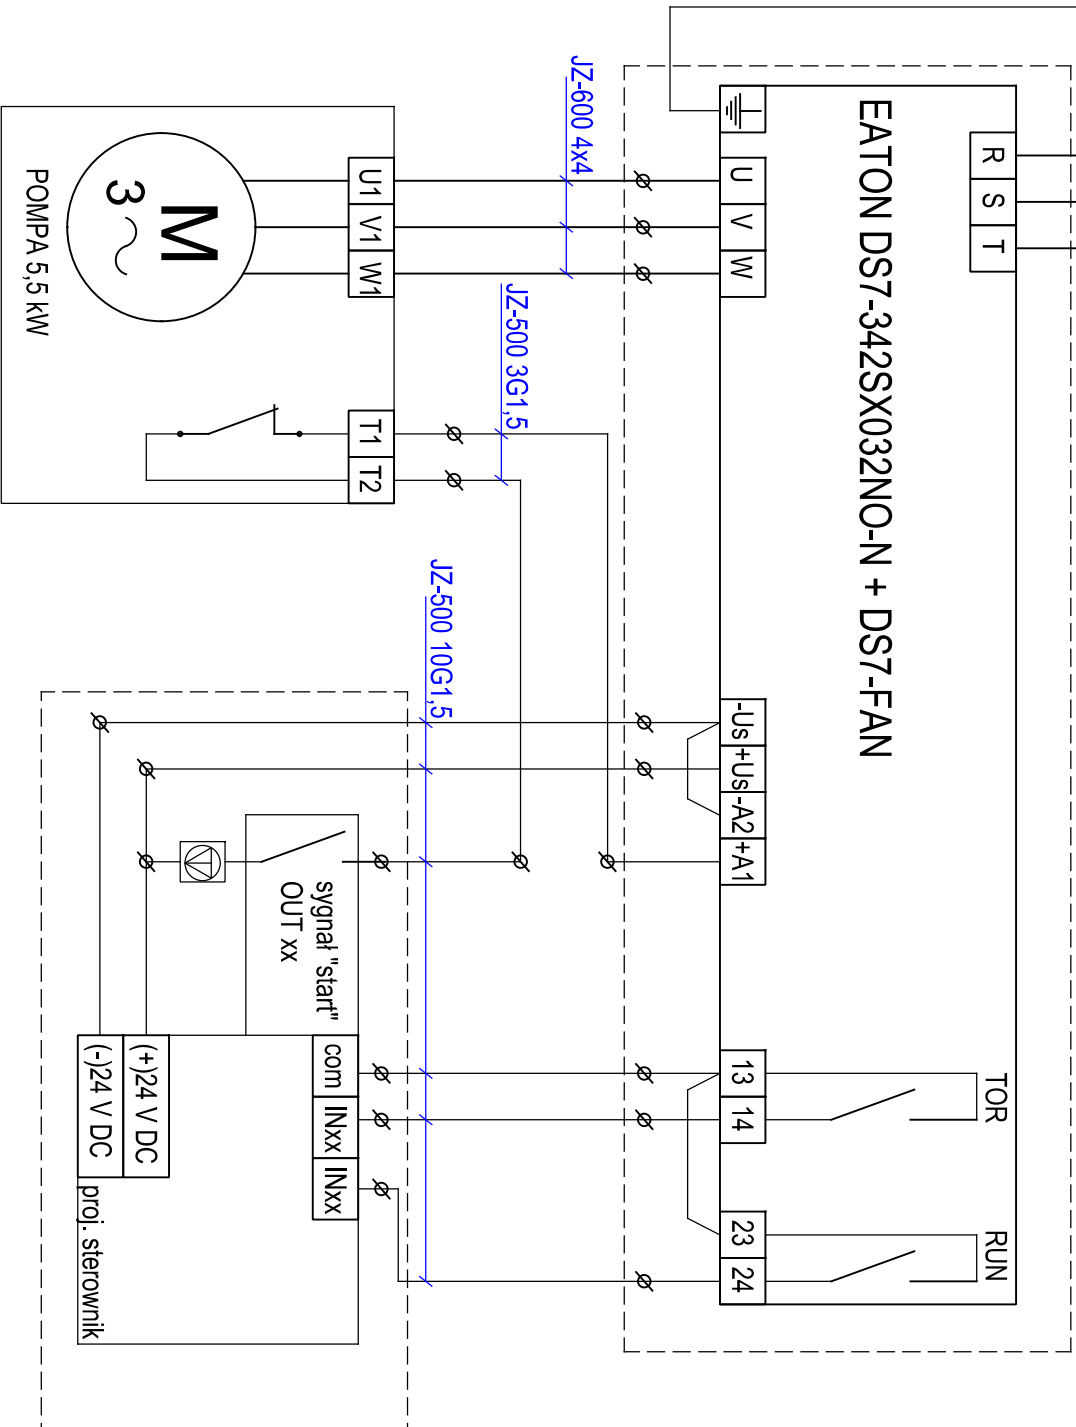 EATON DS7-342SX032NO-N + DS7-FAN
R
S
T
U
V
W
-Us
+Us
-A2
+A1
13
14
23
24
TOR
RUN
JZ-600 4x4
JZ-500 3G1,5
JZ-500 10G1,5
U1
V1
W1
T1
T2
M
3~
POMPA 5,5 kW
sygnał "start"
OUT xx
com
INxx
INxx
(+)24 V DC
(-)24 V DC
proj. sterownik